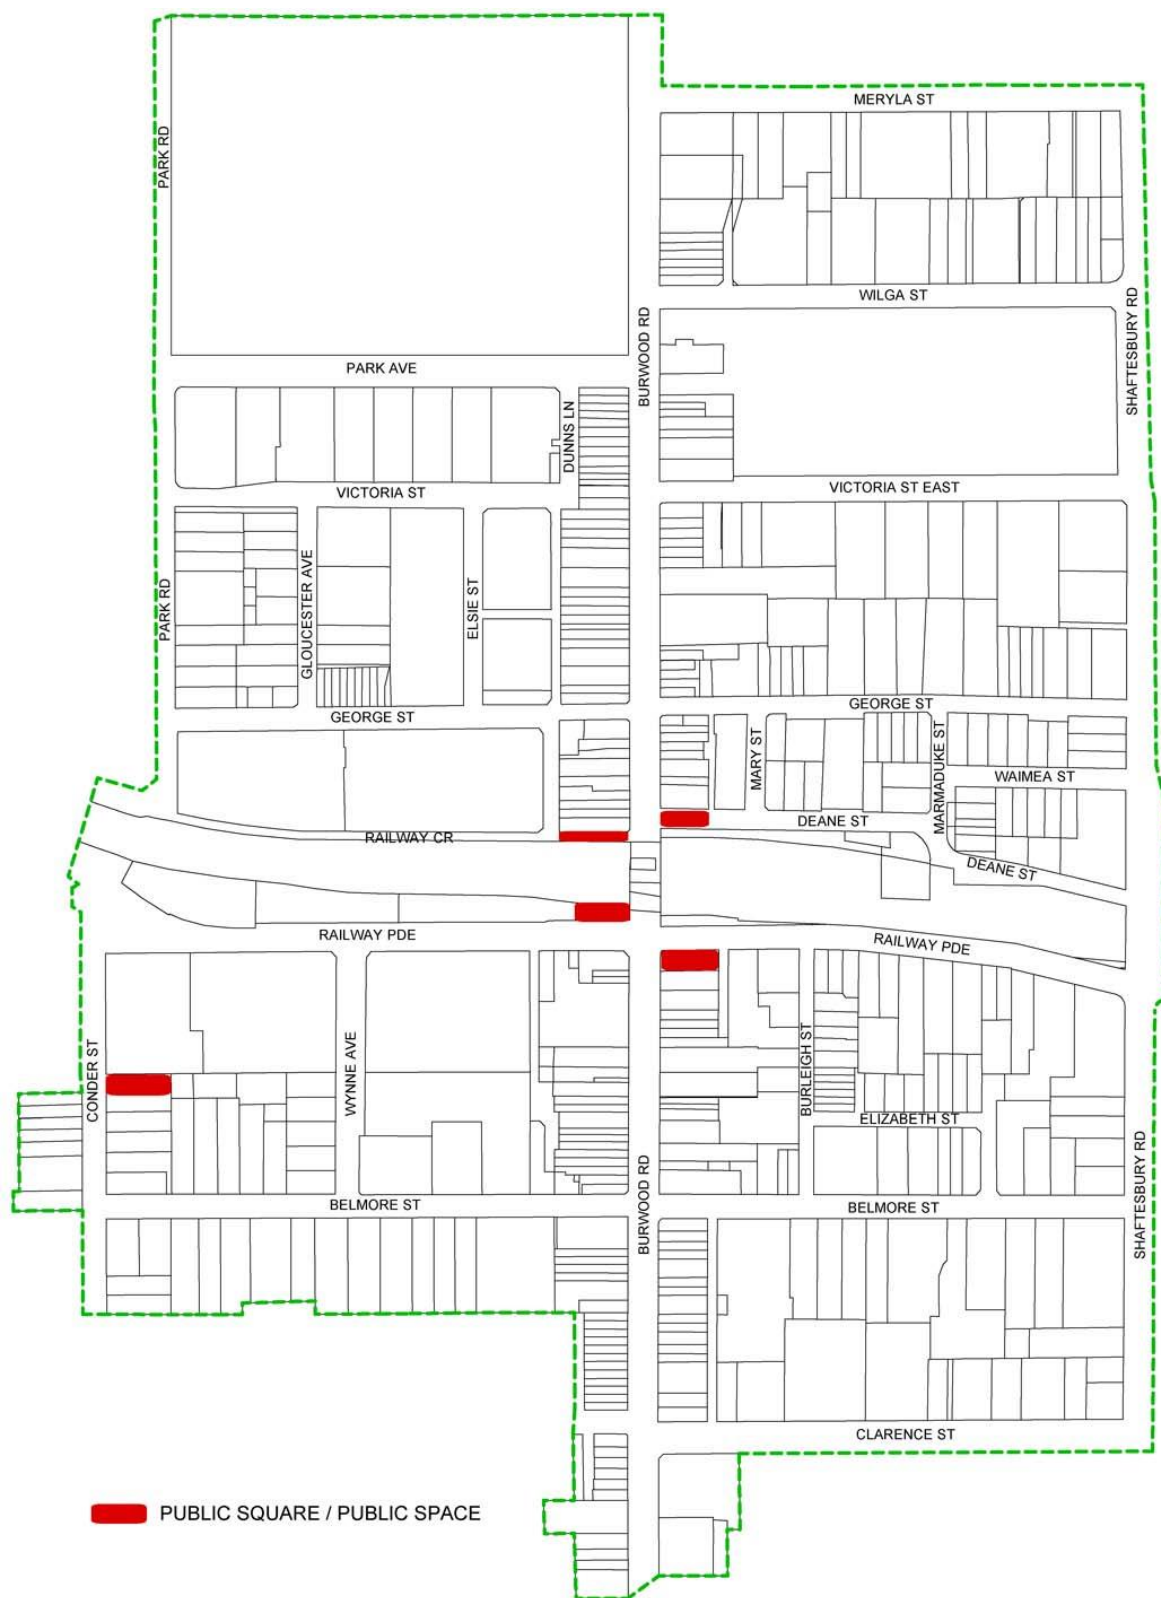 MERYLA ST
PARK RD
WILGA ST
BURWOOD RD
SHAFTESBURY RD
PARK AVE
DUNNS LN
VICTORIA ST
VICTORIA ST EAST
PARK RD
GLOUCESTER AVE
ELSIE ST
GEORGE ST
GEORGE ST
MARY ST
MARMADUKE ST
WAIMEA ST
RAILWAY CR
DEANE ST
DEANE ST
RAILWAY PDE
RAILWAY PDE
CONDER ST
WYNNE AVE
BURLEIGH ST
ELIZABETH ST
BURWOOD RD
SHAFTESBURY RD
BELMORE ST
BELMORE ST
CLARENCE ST
PUBLIC SQUARE / PUBLIC SPACE